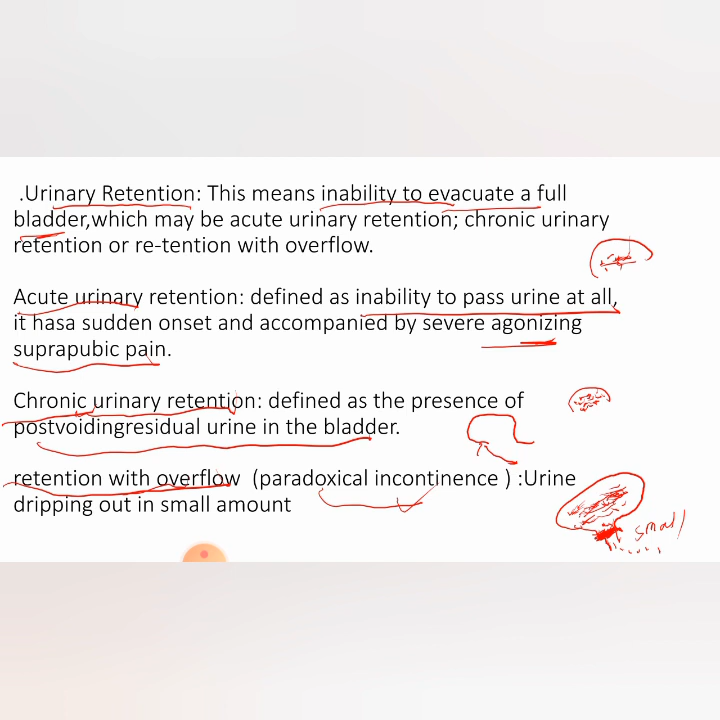 .Urinary Retention: This means inability to evacuate a full
bladder,which may be acute urinary retention; chronic urinary
retention or re-tention with overflow.
Acute urinary retention: defined as inability to pass urine at all,
it hasa sudden onset and accompanied by severe agonizing
suprapubic pain.
Chronic urinary retention: defined as the presence of
postvoidingresidual urine in the bladder.
retention with overflow (paradoxical incontinence ) :Urine
dripping out in small amount
small